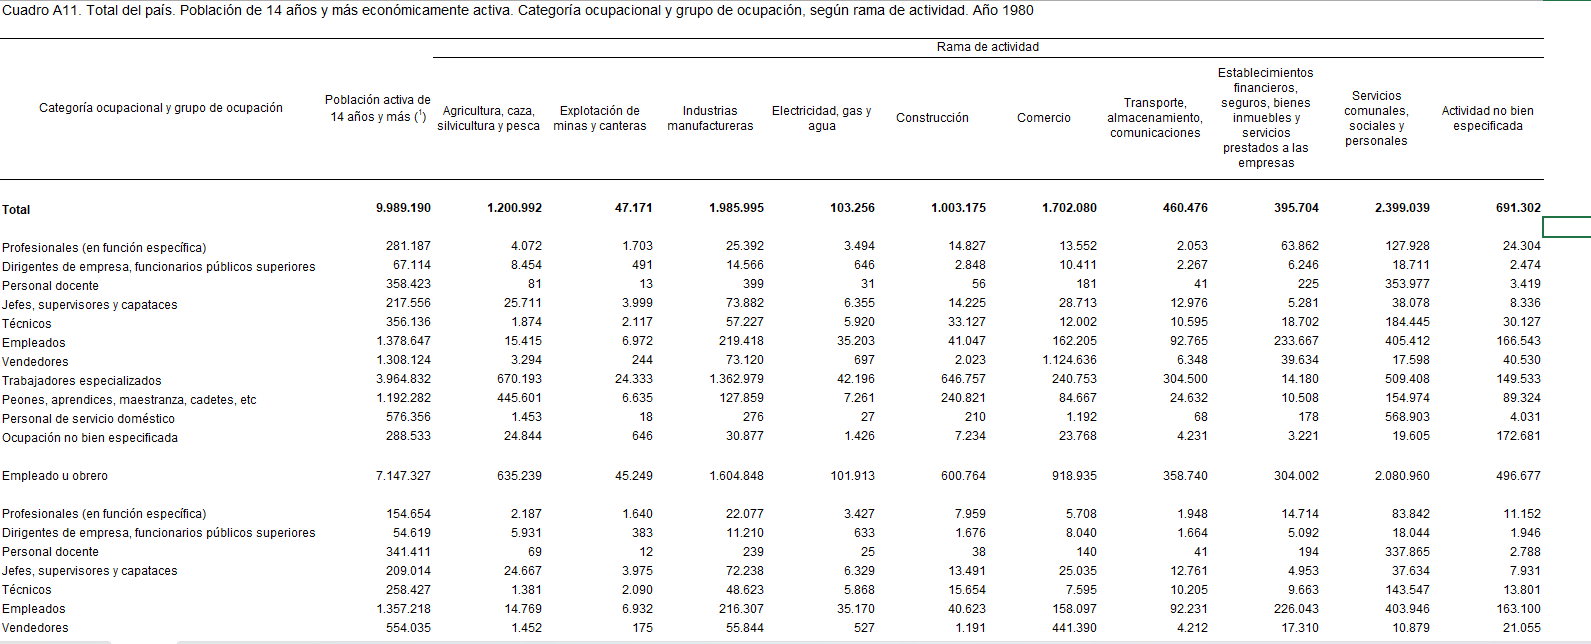 Cuadro A11. Total del país. Población de 14 años y más económicamente activa. Categoría ocupacional y grupo de ocupación, según rama de actividad. Año 1980
Rama de actividad
Categoría ocupacional y grupo de ocupación
Población activa de
14 años y más (¹)
Agricultura, caza,
silvicultura y pesca
Explotación de
minas y canteras
Industrias
manufactureras
Electricidad, gas y
agua
Construcción
Comercio
Transporte,
almacenamiento,
comunicaciones
Establecimientos
financieros,
seguros, bienes
inmuebles y
servicios
prestados a las
empresas
Servicios
comunales,
sociales y
personales
Actividad no bien
especificada
Total 9.989.190 1.200.992 47.171 1.985.995 103.256 1.003.175 1.702.080 460.476 395.704 2.399.039 691.302
Profesionales (en función específica) 281.187 4.072 1.703 25.392 3.494 14.827 13.552 2.053 63.862 127.928 24.304
Dirigentes de empresa, funcionarios públicos superiores 67.114 8.454 491 14.566 646 2.848 10.411 2.267 6.246 18.711 2.474
Personal docente 358.423 81 13 399 31 56 181 41 225 353.977 3.419
Jefes, supervisores y capataces 217.556 25.711 3.999 73.882 6.355 14.225 28.713 12.976 5.281 38.078 8.336
Técnicos 356.136 1.874 2.117 57.227 5.920 33.127 12.002 10.595 18.702 184.445 30.127
Empleados 1.378.647 15.415 6.972 219.418 35.203 41.047 162.205 92.765 233.667 405.412 166.543
Vendedores 1.308.124 3.294 244 73.120 697 2.023 1.124.636 6.348 39.634 17.598 40.530
Trabajadores especializados 3.964.832 670.193 24.333 1.362.979 42.196 646.757 240.753 304.500 14.180 509.408 149.533
Peones, aprendices, maestranza, cadetes, etc 1.192.282 445.601 6.635 127.859 7.261 240.821 84.667 24.632 10.508 154.974 89.324
Personal de servicio doméstico 576.356 1.453 18 276 27 210 1.192 68 178 568.903 4.031
Ocupación no bien especificada 288.533 24.844 646 30.877 1.426 7.234 23.768 4.231 3.221 19.605 172.681
Empleado u obrero 7.147.327 635.239 45.249 1.604.848 101.913 600.764 918.935 358.740 304.002 2.080.960 496.677
Profesionales (en función específica) 154.654 2.187 1.640 22.077 3.427 7.959 5.708 1.948 14.714 83.842 11.152
Dirigentes de empresa, funcionarios públicos superiores 54.619 5.931 383 11.210 633 1.676 8.040 1.664 5.092 18.044 1.946
Personal docente 341.411 69 12 239 25 38 140 41 194 337.865 2.788
Jefes, supervisores y capataces 209.014 24.667 3.975 72.238 6.329 13.491 25.035 12.761 4.953 37.634 7.931
Técnicos 258.427 1.381 2.090 48.623 5.868 15.654 7.595 10.205 9.663 143.547 13.801
Empleados 1.357.218 14.769 6.932 216.307 35.170 40.623 158.097 92.231 226.043 403.946 163.100
Vendedores 554.035 1.452 175 55.844 527 1.191 441.390 4.212 17.310 10.879 21.055